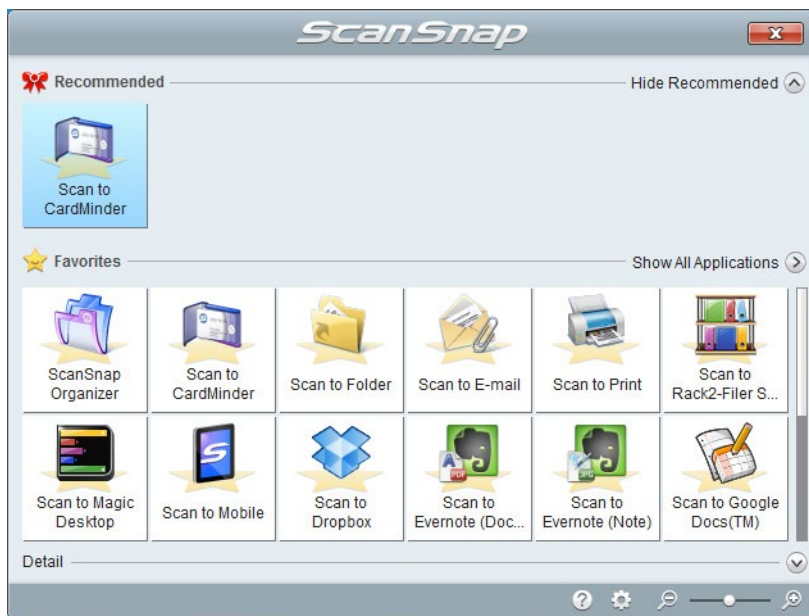 ScanSnap
Recommended
Hide Recommended
Scan to
CardMinder
Favorites
Show All Applications
ScanSnap
Organizer
Scan to
CardMinder
Scan to Folder
Scan to E-mail
Scan to Print
Scan to
Rack2-Filer S...
Scan to Magic
Desktop
Scan to Mobile
Scan to
Dropbox
A
PDF
Scan to
Evernote (Doc...
JPG
Scan to
Evernote (Note)
Scan to Google
Docs(TM)
Detail